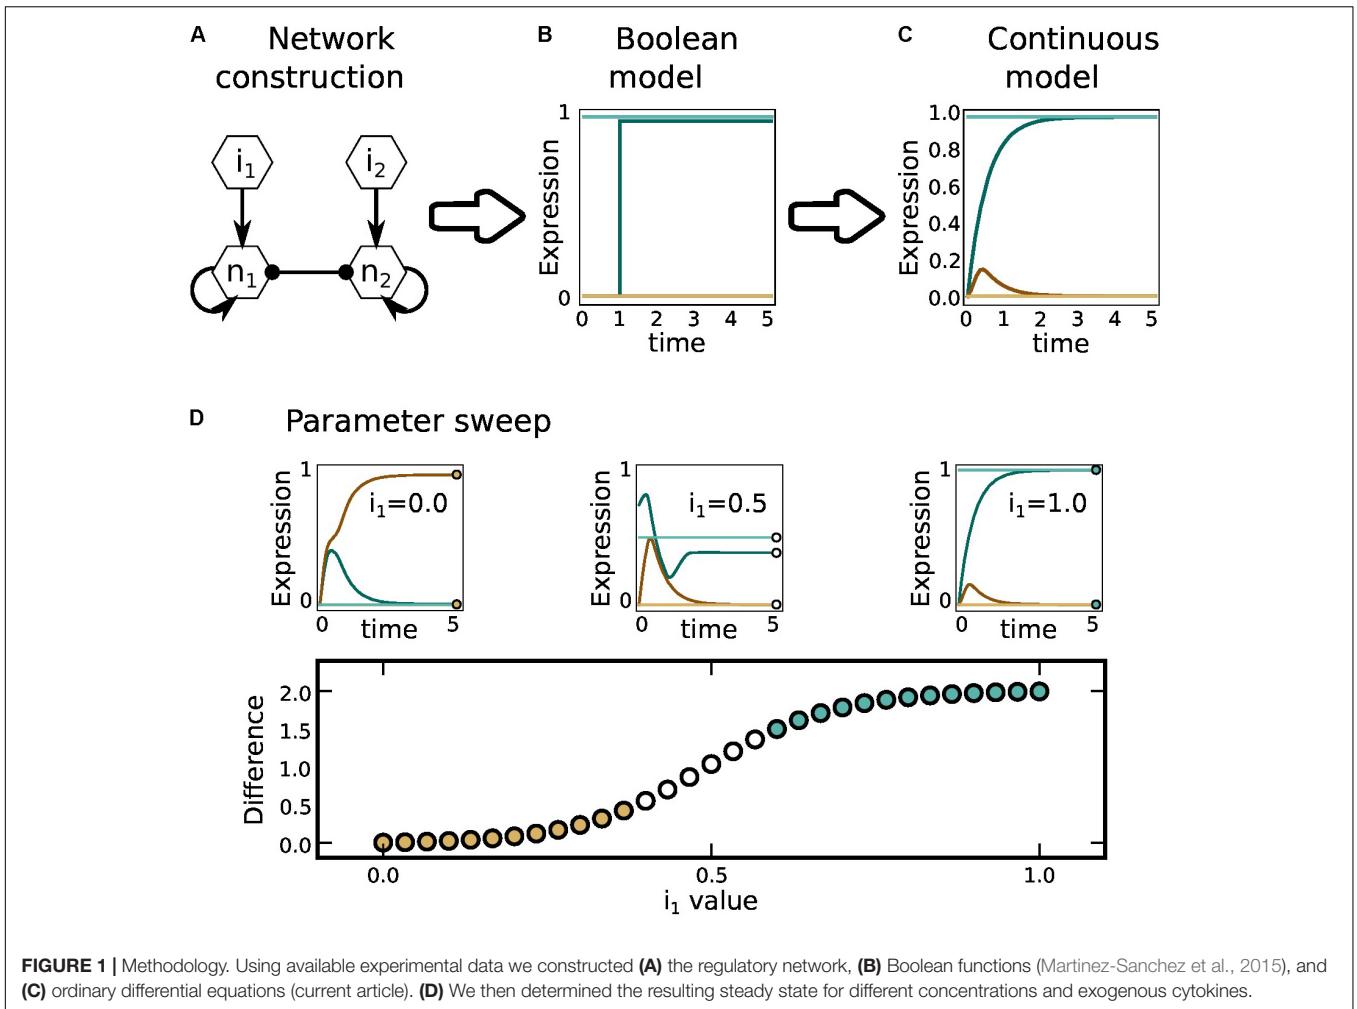 A Network construction
i1 i2
n1 n2
B Boolean model
Expression
1
0
0 1 2 3 4 5
time
C Continuous model
Expression
1.0
0.8
0.6
0.4
0.2
0.0
0 1 2 3 4 5
time
D Parameter sweep
Expression
1
0
i1=0.0
0 time 5
Expression
1
0
i1=0.5
0 time 5
Expression
1
0
i1=1.0
0 time 5
Difference
2.0
1.5
1.0
0.5
0.0
0.0 0.5 1.0
i1 value
FIGURE 1 | Methodology. Using available experimental data we constructed (A) the regulatory network, (B) Boolean functions (Martinez-Sanchez et al., 2015), and
(C) ordinary differential equations (current article). (D) We then determined the resulting steady state for different concentrations and exogenous cytokines.